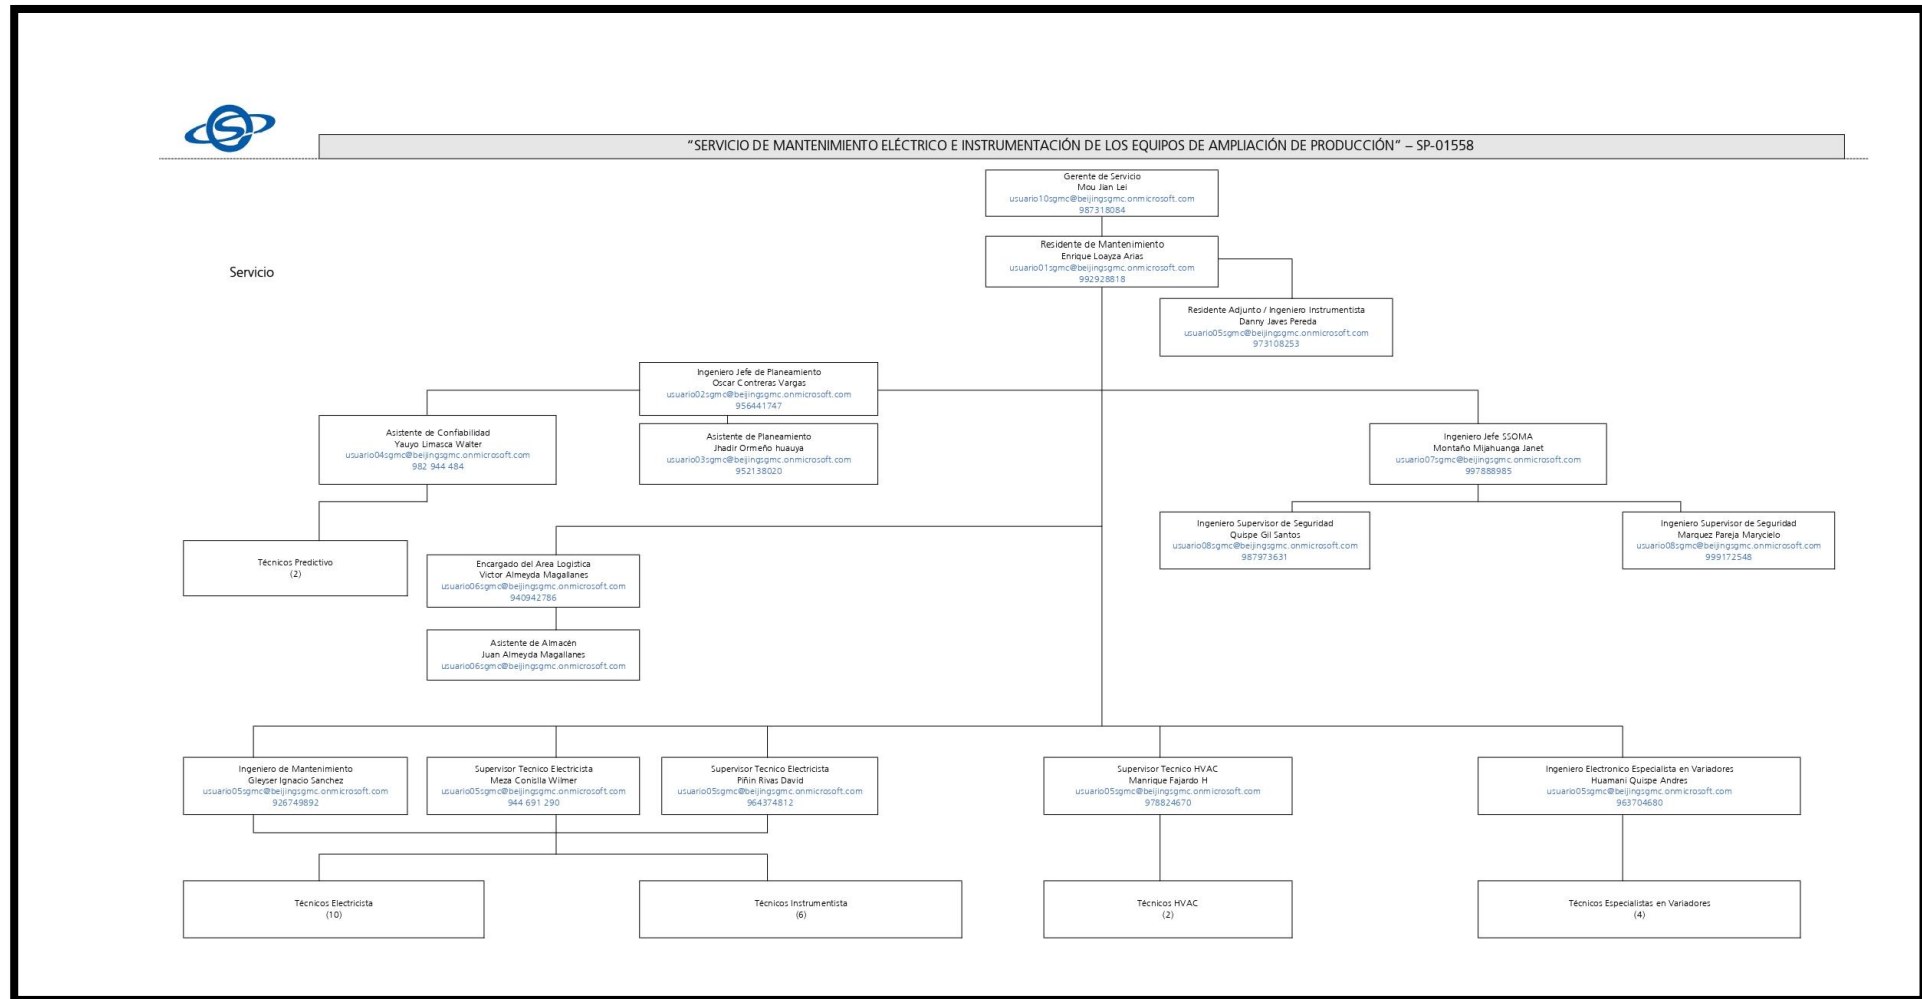 “SERVICIO DE MANTENIMIENTO ELÉCTRICO E INSTRUMENTACIÓN DE LOS EQUIPOS DE AMPLIACIÓN DE PRODUCCIÓN” – SP-01558
Gerente de Servicio
Mou Jian Lei
usuario10sgmc@beijingsgmc.onmicrosoft.com
987318084
Residente de Mantenimiento
Enrique Loayza Arias
usuario01sgmc@beijingsgmc.onmicrosoft.com
992928818
Servicio
Residente Adjunto / Ingeniero Instrumentista
Danny Javes Pereda
usuario05sgmc@beijingsgmc.onmicrosoft.com
973108253
Ingeniero Jefe de Planeamiento
Oscar Contreras Vargas
usuario02sgmc@beijingsgmc.onmicrosoft.com
956441747
Asistente de Confiabilidad
Yauyo Limasca Walter
usuario04sgmc@beijingsgmc.onmicrosoft.com
982 944 484
Asistente de Planeamiento
Jhadir Ormeño huauya
usuario03sgmc@beijingsgmc.onmicrosoft.com
952138020
Ingeniero Jefe SSOMA
Montaño Mijahuanga Janet
usuario07sgmc@beijingsgmc.onmicrosoft.com
997888985
Ingeniero Supervisor de Seguridad
Quispe Gil Santos
usuario08sgmc@beijingsgmc.onmicrosoft.com
987973631
Ingeniero Supervisor de Seguridad
Marquez Pareja Marycielo
usuario08sgmc@beijingsgmc.onmicrosoft.com
999172548
Técnicos Predictivo
(2)
Encargado del Area Logistica
Victor Almeyda Magallanes
usuario06sgmc@beijingsgmc.onmicrosoft.com
940942786
Asistente de Almacén
Juan Almeyda Magallanes
usuario06sgmc@beijingsgmc.onmicrosoft.com
Ingeniero de Mantenimiento
Gleyser Ignacio Sanchez
usuario05sgmc@beijingsgmc.onmicrosoft.com
926749892
Supervisor Tecnico Electricista
Meza Conislla Wilmer
usuario05sgmc@beijingsgmc.onmicrosoft.com
944 691 290
Supervisor Tecnico Electricista
Piñin Rivas David
usuario05sgmc@beijingsgmc.onmicrosoft.com
964374812
Supervisor Tecnico HVAC
Manrique Fajardo H
usuario05sgmc@beijingsgmc.onmicrosoft.com
978824670
Ingeniero Electronico Especialista en Variadores
Huamani Quispe Andres
usuario05sgmc@beijingsgmc.onmicrosoft.com
963704680
Técnicos Electricista
(10)
Técnicos Instrumentista
(6)
Técnicos HVAC
(2)
Técnicos Especialistas en Variadores
(4)